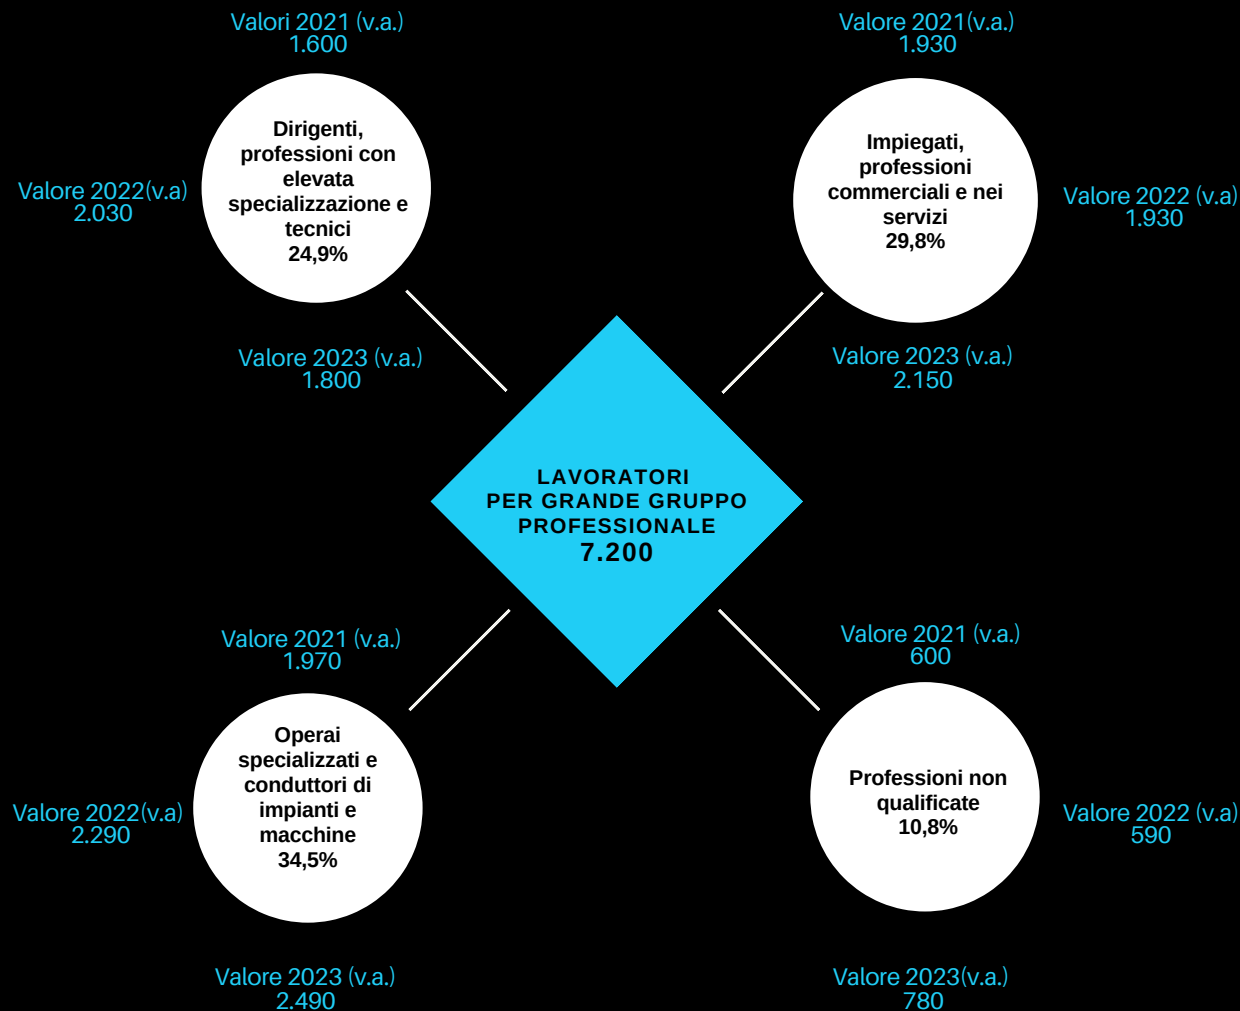 Valori 2021 (v.a.)
1.600
Dirigenti,
professioni con
elevata
specializzazione e
tecnici
24,9%
Valore 2022(v.a)
2.030
Valore 2023 (v.a.)
1.800
Valore 2021(v.a.)
1.930
Impiegati,
professioni
commerciali e nei
servizi
29,8%
Valore 2022 (v.a)
1.930
Valore 2023 (v.a.)
2.150
LAVORATORI
PER GRANDE GRUPPO
PROFESSIONALE
7.200
Valore 2021 (v.a.)
1.970
Operai
specializzati e
conduttori di
impianti e
macchine
34,5%
Valore 2022(v.a)
2.290
Valore 2023 (v.a.)
2.490
Valore 2021 (v.a.)
600
Professioni non
qualificate
10,8%
Valore 2022 (v.a)
590
Valore 2023(v.a.)
780